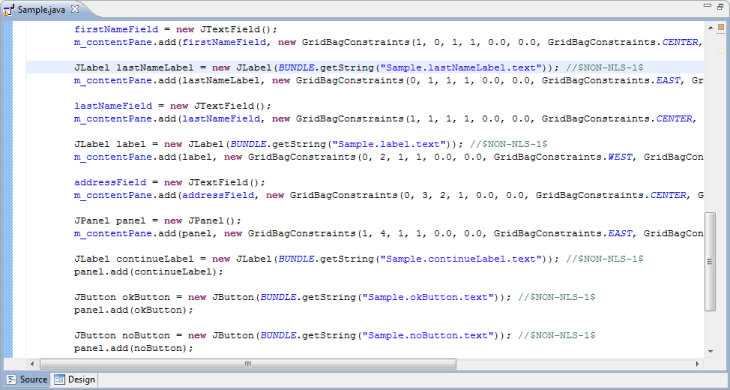 Sample.java
firstNameField = new JTextField();
m_contentPane.add(firstNameField, new GridBagConstraints(1, 0, 1, 1, 0.0, 0.0, GridBagConstraints.CENTER,
JLabel lastNameLabel = new JLabel(BUNDLE.getString("Sample.lastNameLabel.text")); //$NON-NLS-1$
m_contentPane.add(lastNameLabel, new GridBagConstraints(0, 1, 1, 1, 0.0, 0.0, GridBagConstraints.EAST, Gr
lastNameField = new JTextField();
m_contentPane.add(lastNameField, new GridBagConstraints(1, 1, 1, 1, 0.0, 0.0, GridBagConstraints.CENTER,
JLabel label = new JLabel(BUNDLE.getString("Sample.label.text")); //$NON-NLS-1$
m_contentPane.add(label, new GridBagConstraints(0, 2, 1, 1, 0.0, 0.0, GridBagConstraints.WEST, GridBagCon
addressField = new JTextField();
m_contentPane.add(addressField, new GridBagConstraints(0, 3, 2, 1, 0.0, 0.0, GridBagConstraints.CENTER, G
JPanel panel = new JPanel();
m_contentPane.add(panel, new GridBagConstraints(1, 4, 1, 1, 0.0, 0.0, GridBagConstraints.EAST, GridBagCon
JLabel continueLabel = new JLabel(BUNDLE.getString("Sample.continueLabel.text")); //$NON-NLS-1$
panel.add(continueLabel);
JButton okButton = new JButton(BUNDLE.getString("Sample.okButton.text")); //$NON-NLS-1$
panel.add(okButton);
JButton noButton = new JButton(BUNDLE.getString("Sample.noButton.text")); //$NON-NLS-1$
panel.add(noButton);
Source Design